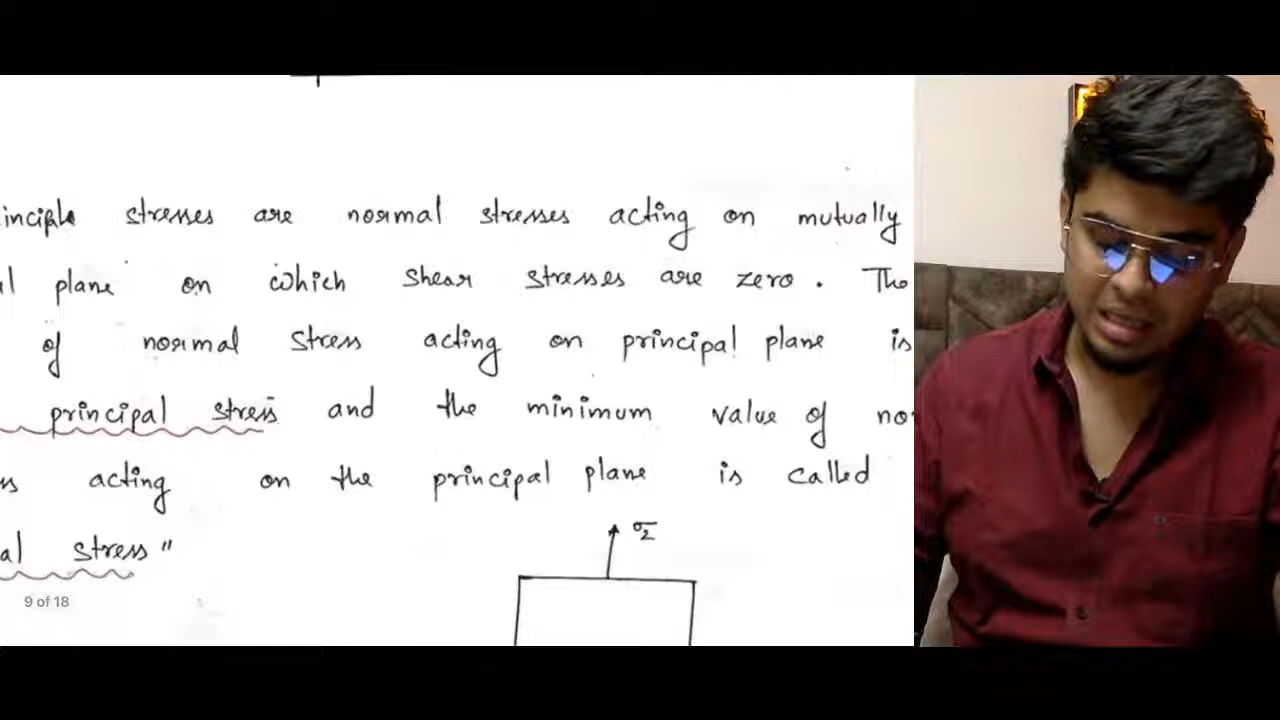 inciple stresses are normal stresses acting on mutually
al plane on which shear stresses are zero. The
of normal stress acting on principal plane is
principal stress and the minimum value of no
ss acting on the principal plane is called
al stress"
σ2
9 of 18